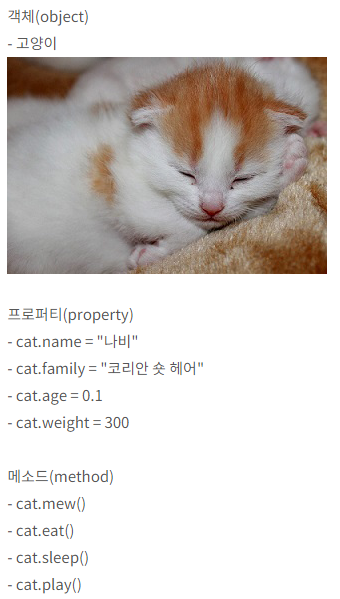 객체(object)
- 고양이
프로퍼티(property)
- cat.name = "나비"
- cat.family = "코리안 숏 헤어"
- cat.age = 0.1
- cat.weight = 300
메소드(method)
- cat.mew()
- cat.eat()
- cat.sleep()
- cat.play()